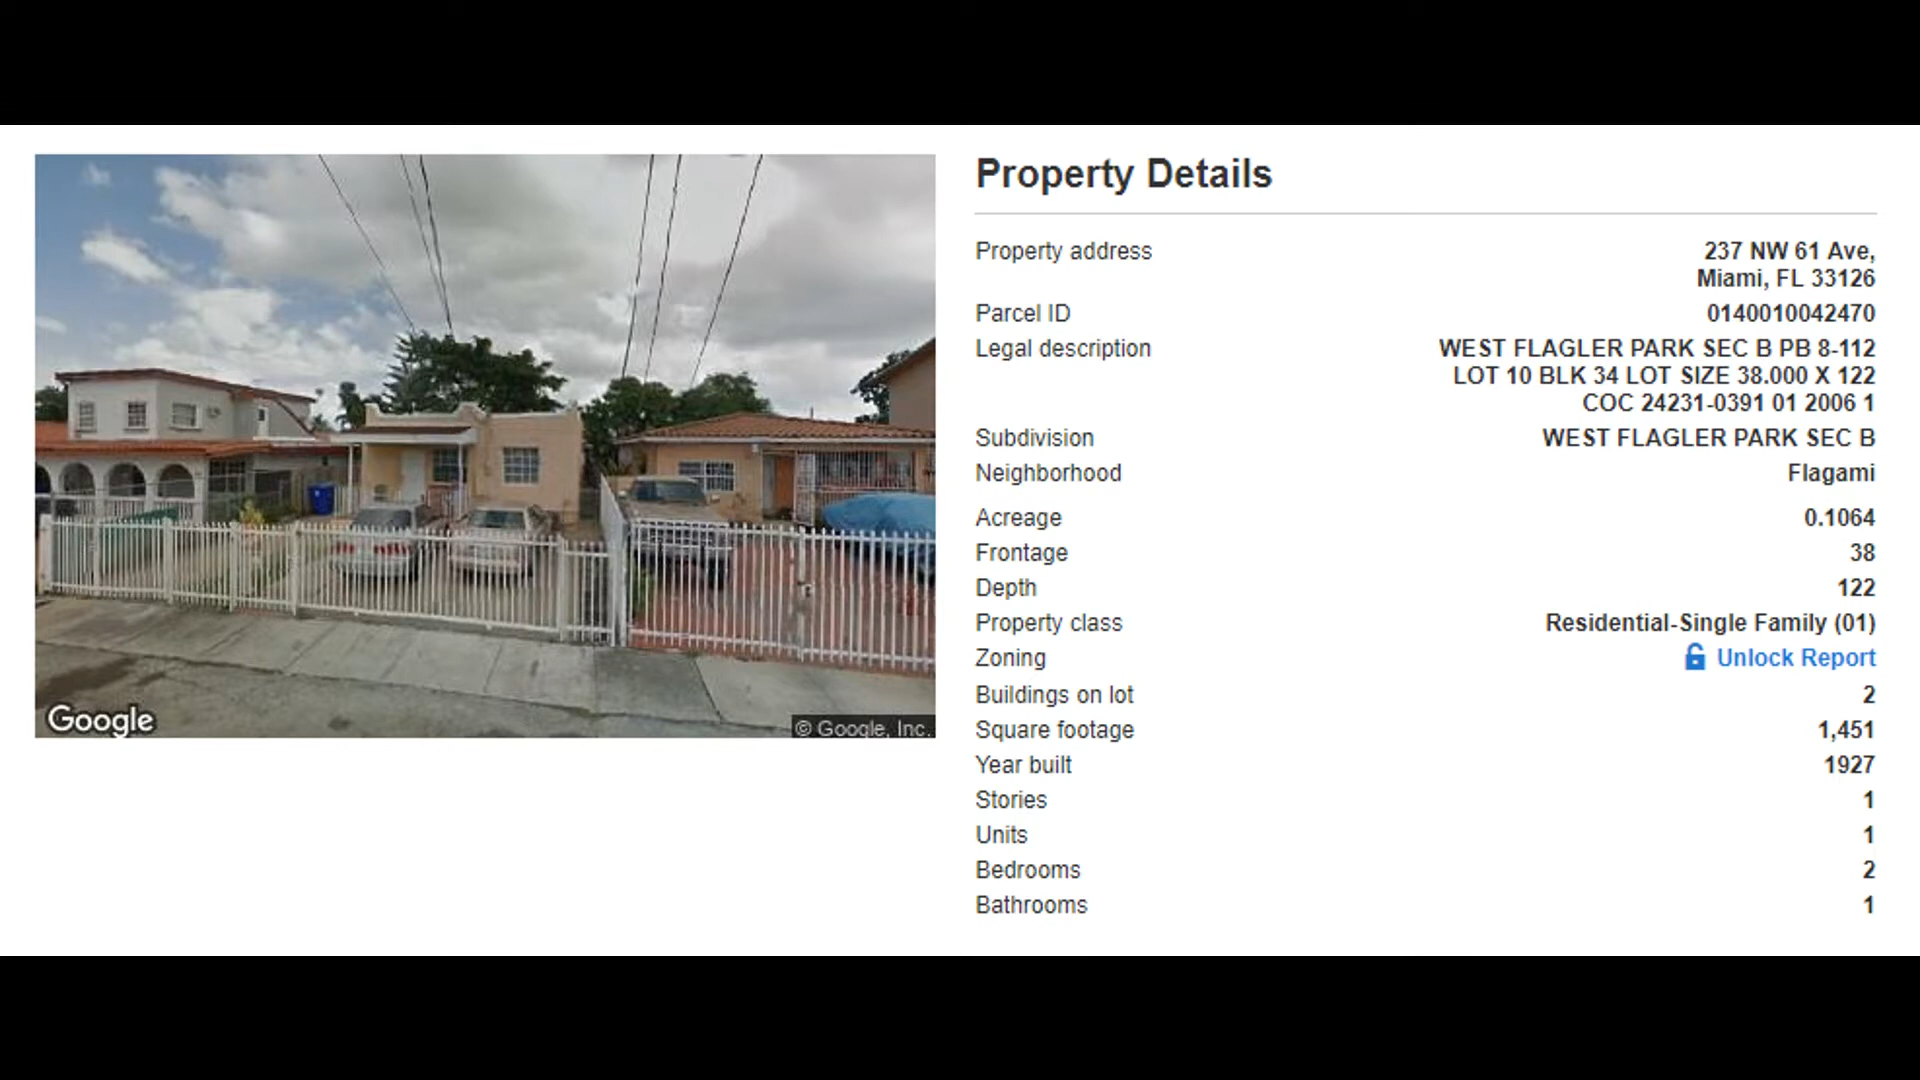 Property Details
Property address 237 NW 61 Ave,
Miami, FL 33126
Parcel ID 0140010042470
Legal description WEST FLAGLER PARK SEC B PB 8-112
LOT 10 BLK 34 LOT SIZE 38.000 X 122
COC 24231-0391 01 2006 1
Subdivision WEST FLAGLER PARK SEC B
Neighborhood Flagami
Acreage 0.1064
Frontage 38
Depth 122
Property class Residential-Single Family (01)
Zoning Unlock Report
Buildings on lot 2
Square footage 1,451
Year built 1927
Stories 1
Units 1
Bedrooms 2
Bathrooms 1
Google
© Google, Inc.